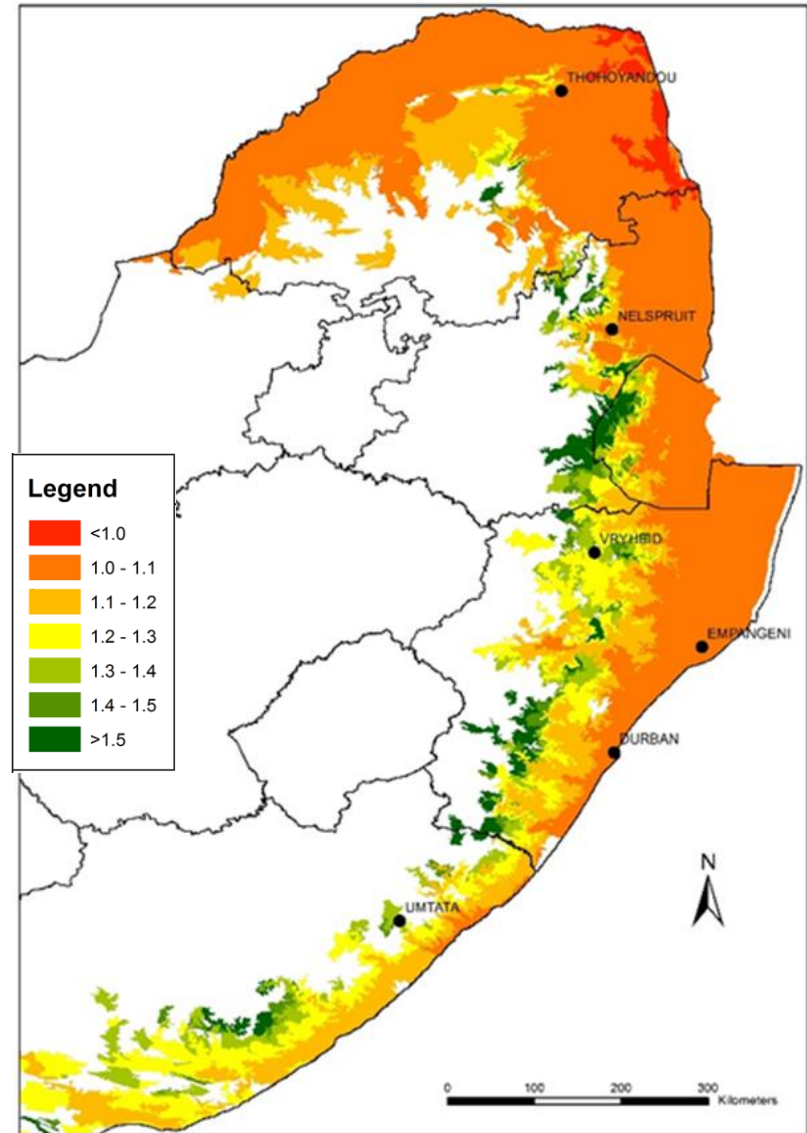 THOHOYANDOU
NELSPRUIT
Legend
<1.0
1.0 - 1.1
1.1 - 1.2
1.2 - 1.3
1.3 - 1.4
1.4 - 1.5
>1.5
VRYHEID
EMPANGENI
DURBAN
N
UMTATA
0 100 200 300
Kilometers